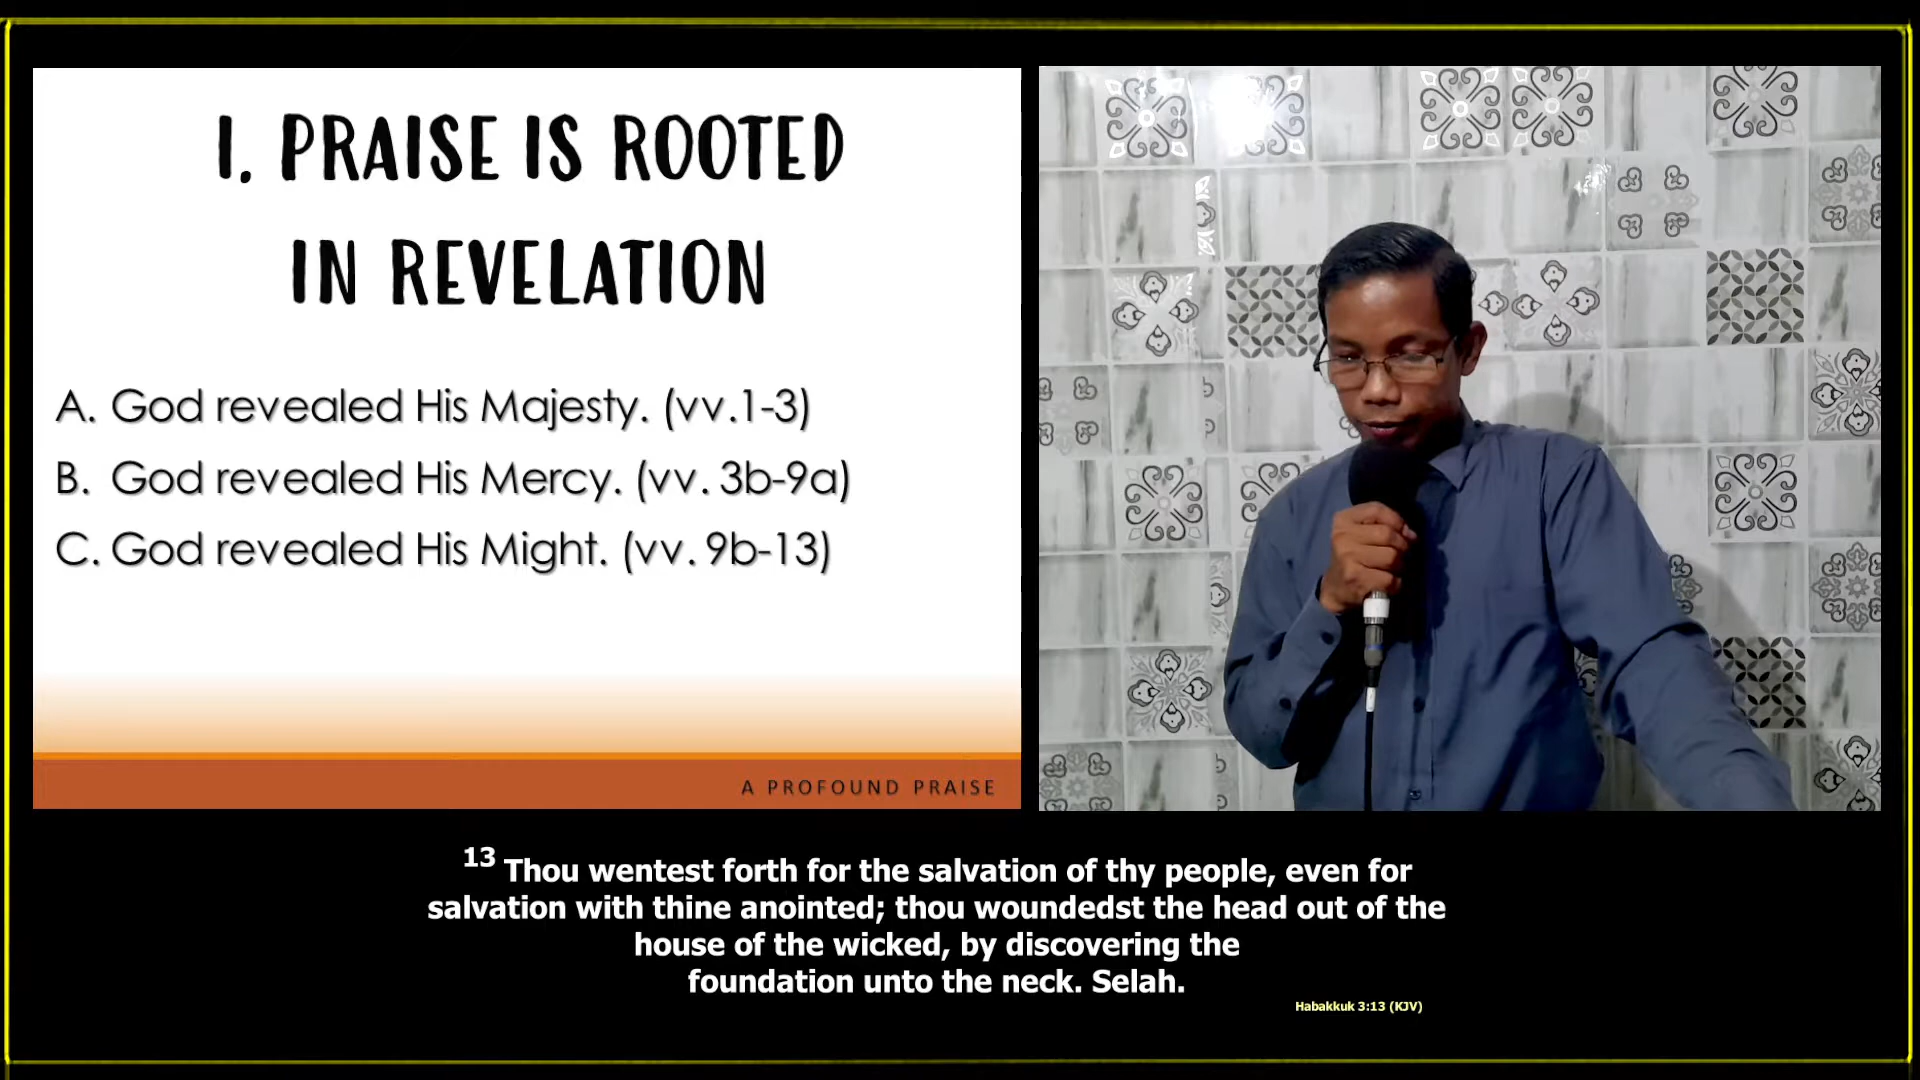 I. PRAISE IS ROOTED
IN REVELATION
A. God revealed His Majesty. (vv.1-3)
B. God revealed His Mercy. (vv. 3b-9a)
C. God revealed His Might. (vv. 9b-13)
A PROFOUND PRAISE
13 Thou wentest forth for the salvation of thy people, even for
salvation with thine anointed; thou woundedst the head out of the
house of the wicked, by discovering the
foundation unto the neck. Selah.
Habakkuk 3:13 (KJV)